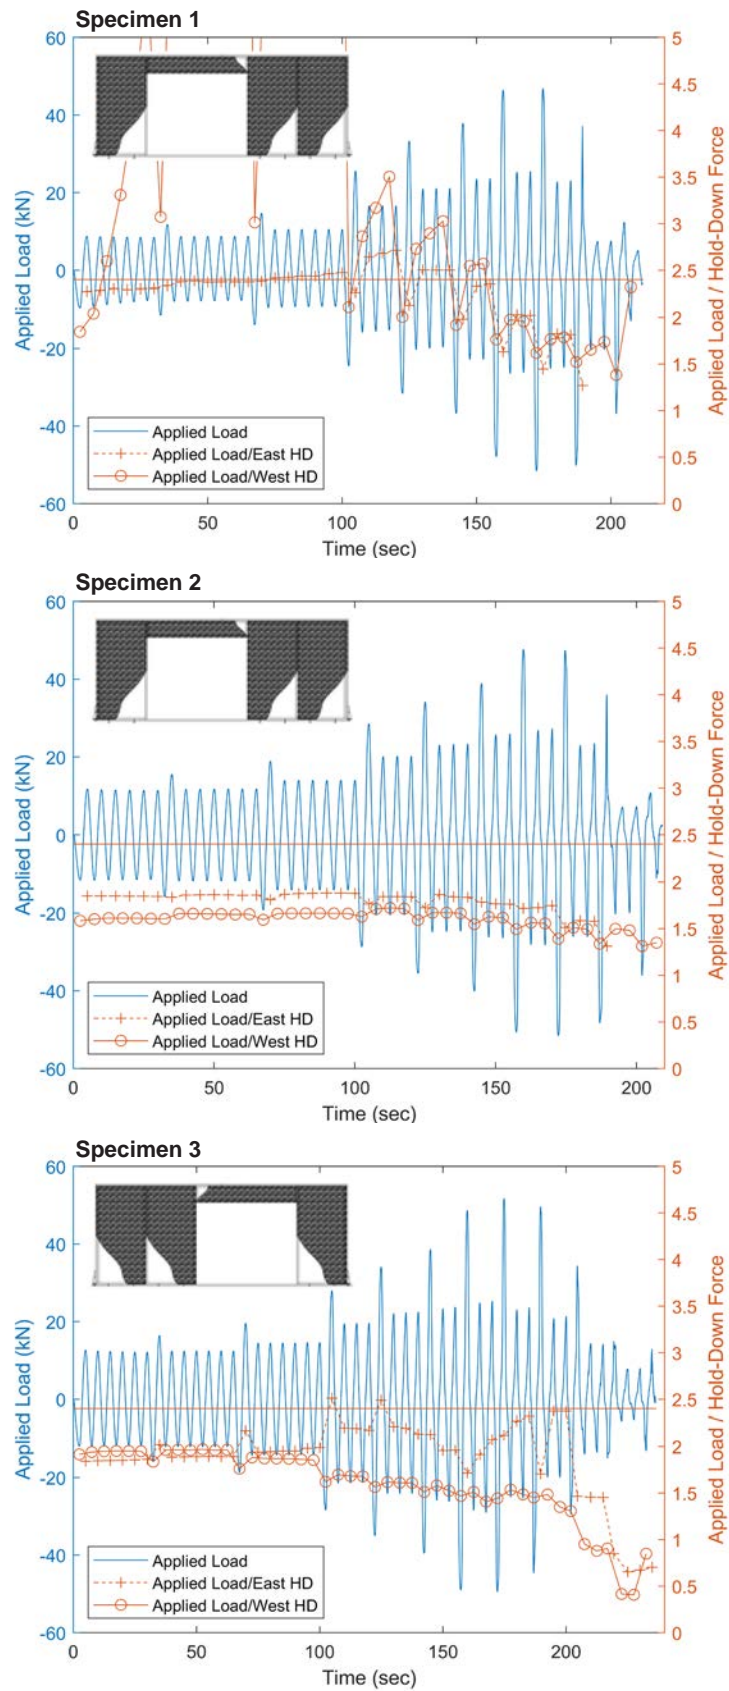 Specimen 1
60
40
20
0
-20
-40
-60
Applied Load (kN)
5
4.5
4
3.5
3
2.5
2
1.5
1
0.5
0
Applied Load / Hold-Down Force
Applied Load
Applied Load/East HD
Applied Load/West HD
0 50 100 150 200
Time (sec)
Specimen 2
60
40
20
0
-20
-40
-60
Applied Load (kN)
5
4.5
4
3.5
3
2.5
2
1.5
1
0.5
0
Applied Load / Hold-Down Force
Applied Load
Applied Load/East HD
Applied Load/West HD
0 50 100 150 200
Time (sec)
Specimen 3
60
40
20
0
-20
-40
-60
Applied Load (kN)
5
4.5
4
3.5
3
2.5
2
1.5
1
0.5
0
Applied Load / Hold-Down Force
Applied Load
Applied Load/East HD
Applied Load/West HD
0 50 100 150 200
Time (sec)